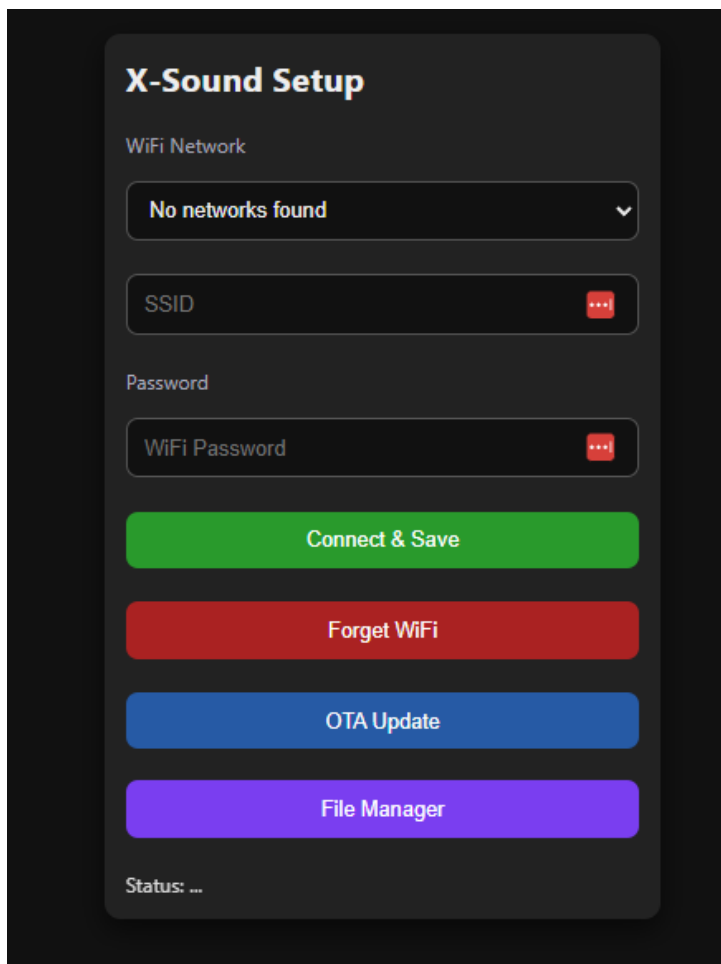 X-Sound Setup
WiFi Network
No networks found
SSID
Password
WiFi Password
Connect & Save
Forget WiFi
OTA Update
File Manager
Status: ...